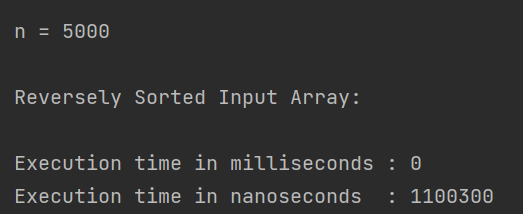 n = 5000
Reversely Sorted Input Array:
Execution time in milliseconds : 0
Execution time in nanoseconds  : 1100300